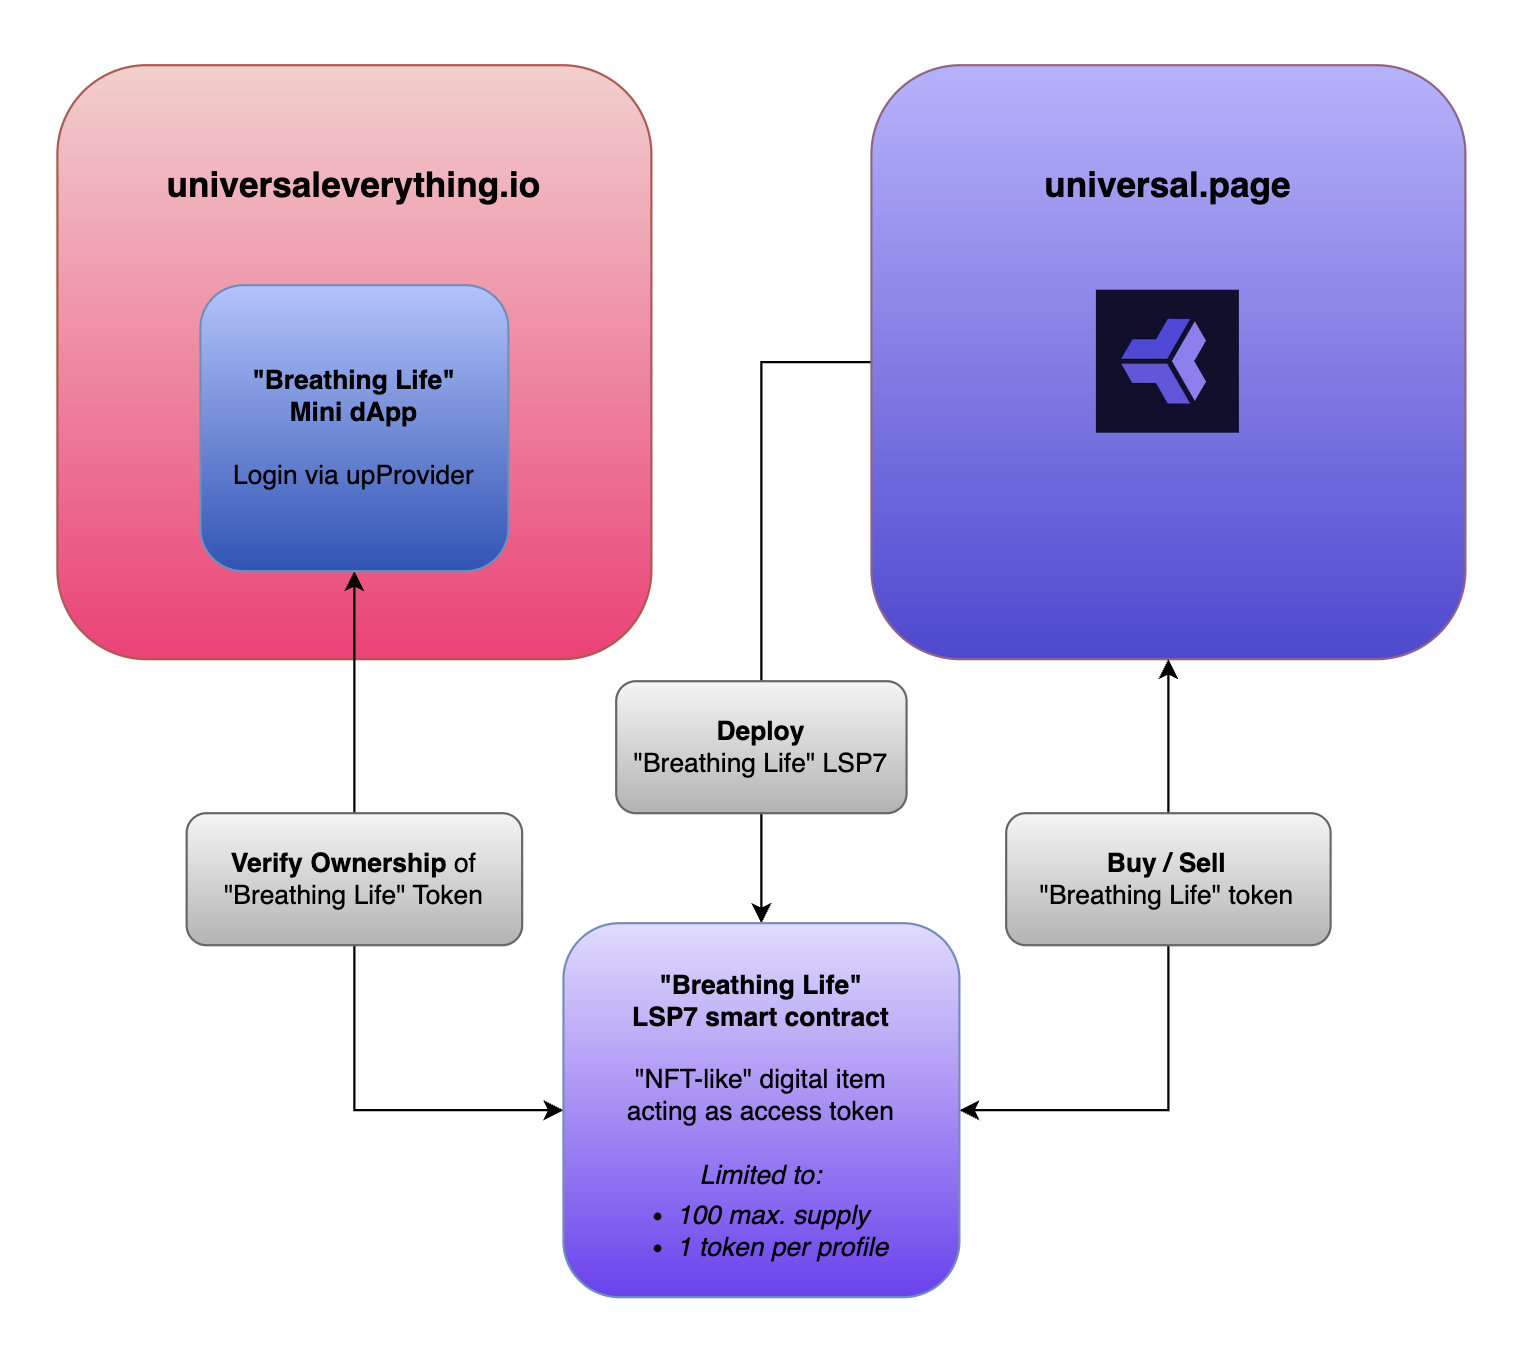 universaleverything.io
"Breathing Life"
Mini dApp
Login via upProvider
universal.page
Deploy
"Breathing Life" LSP7
Verify Ownership of
"Breathing Life" Token
Buy / Sell
"Breathing Life" token
"Breathing Life"
LSP7 smart contract
"NFT-like" digital item
acting as access token
Limited to:
• 100 max. supply
• 1 token per profile